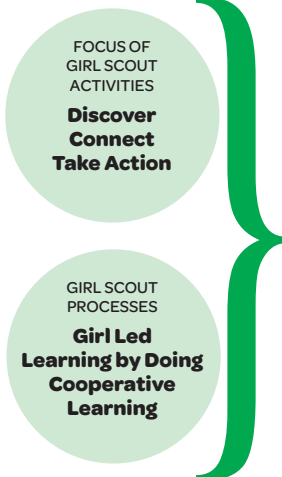 FOCUS OF
GIRL SCOUT
ACTIVITIES
Discover
Connect
Take Action
GIRL SCOUT
PROCESSES
Girl Led
Learning by Doing
Cooperative
Learning